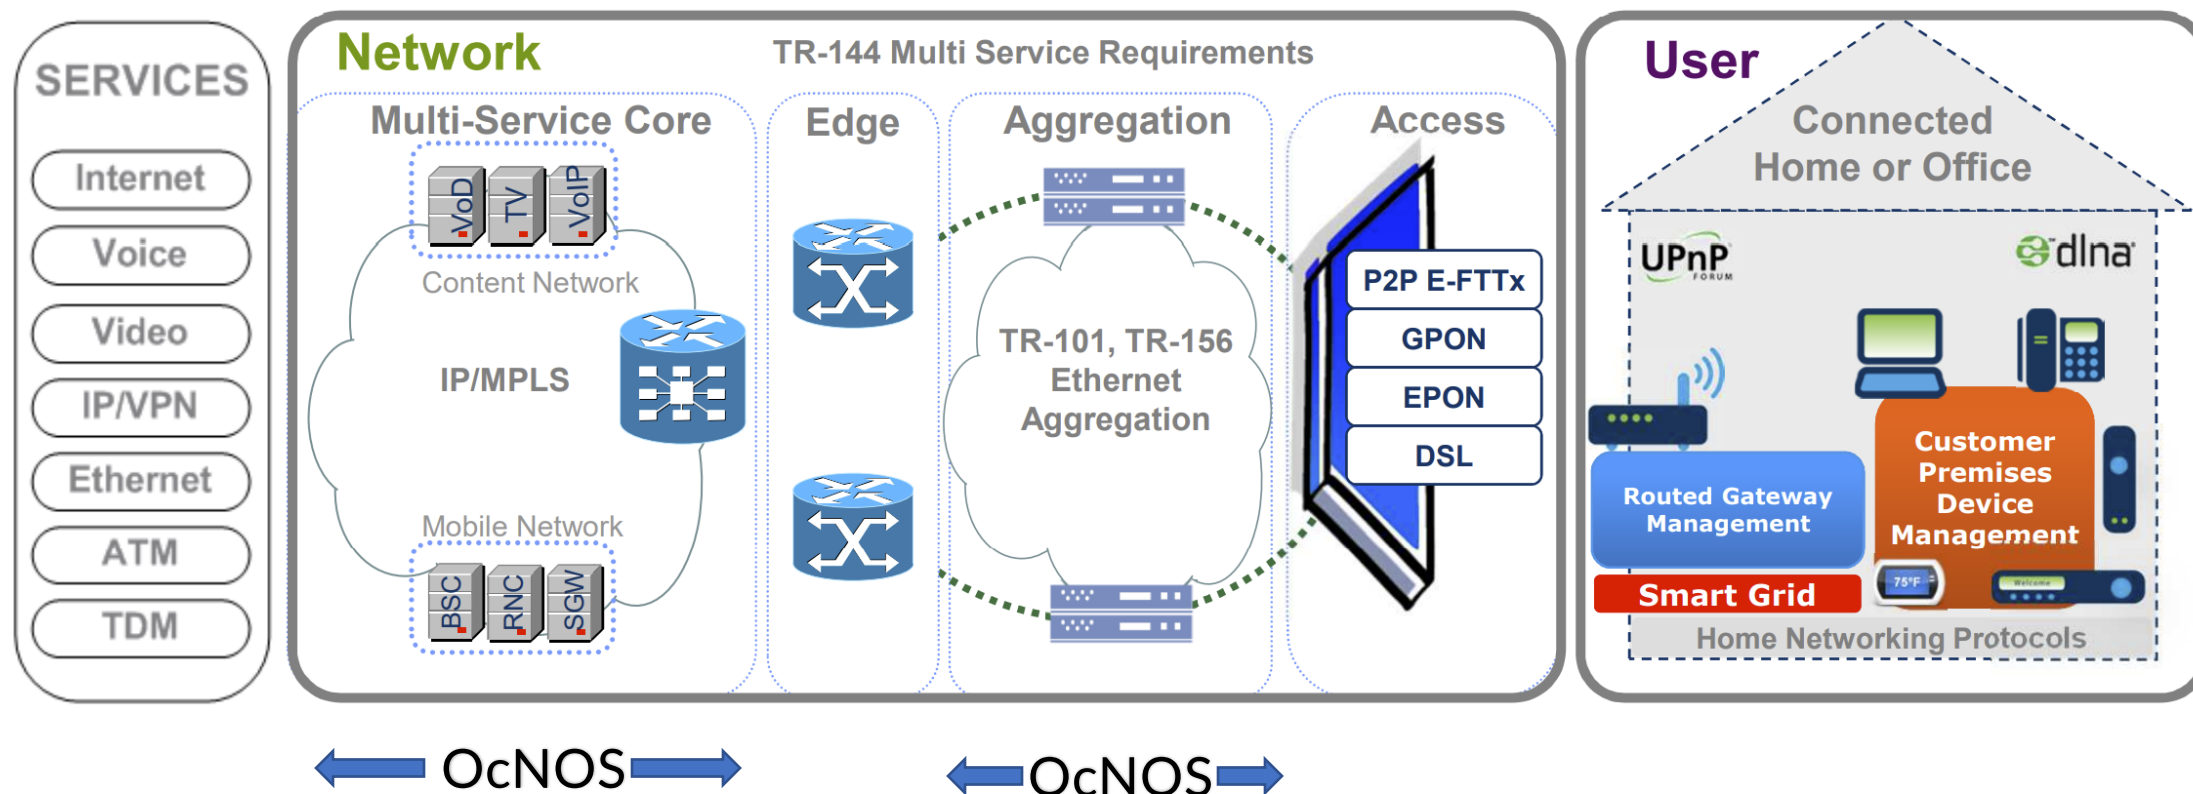 SERVICES
Internet
Voice
Video
IP/VPN
Ethernet
ATM
TDM
Network
TR-144 Multi Service Requirements
Multi-Service Core
VoD
TV
VoIP
Content Network
IP/MPLS
Mobile Network
BSC
RNC
SGW
Edge
Aggregation
TR-101, TR-156
Ethernet
Aggregation
Access
P2P E-FTTx
GPON
EPON
DSL
User
Connected
Home or Office
UPnP
FORUM
dlna
Routed Gateway
Management
Customer
Premises
Device
Management
Smart Grid
75°F
Welcome
Home Networking Protocols
OcNOS
OcNOS